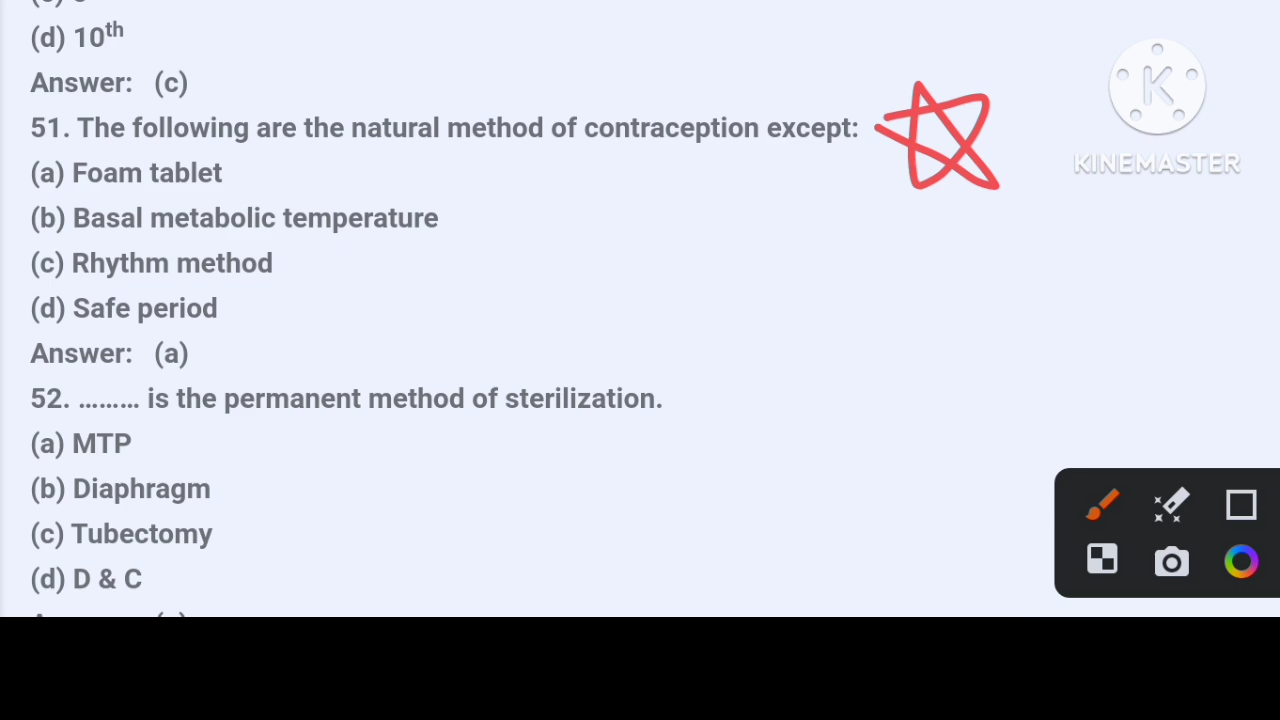 (d) 10th
Answer: (c)
51. The following are the natural method of contraception except:
(a) Foam tablet
(b) Basal metabolic temperature
(c) Rhythm method
(d) Safe period
Answer: (a)
52. ......... is the permanent method of sterilization.
(a) MTP
(b) Diaphragm
(c) Tubectomy
(d) D & C
K
KINEMASTER